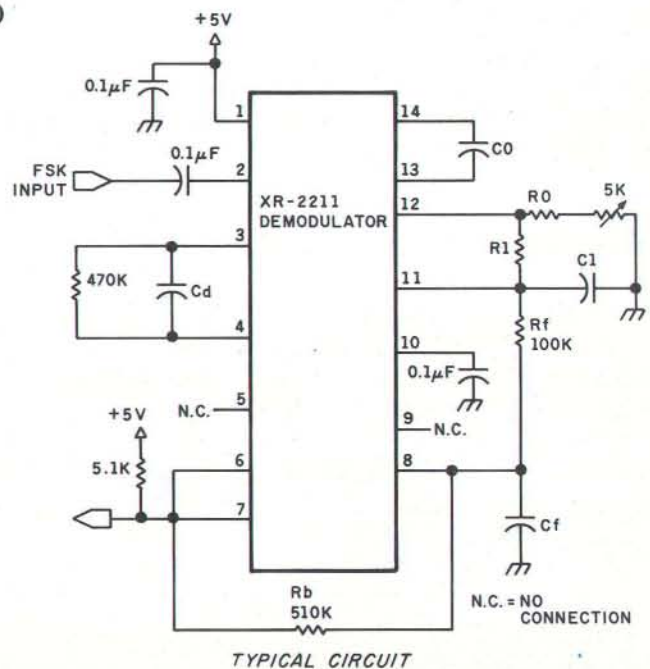 )
+5V
0.1μF
1
14
C0
0.1μF
FSK
INPUT
2
13
XR-2211
DEMODULATOR
12
R0
5K
3
R1
470K
Cd
11
C1
Rf
100K
4
10
0.1μF
N.C.
5
9
N.C.
+5V
5.1K
6
8
7
Cf
Rb
510K
N.C. = NO
CONNECTION
TYPICAL CIRCUIT